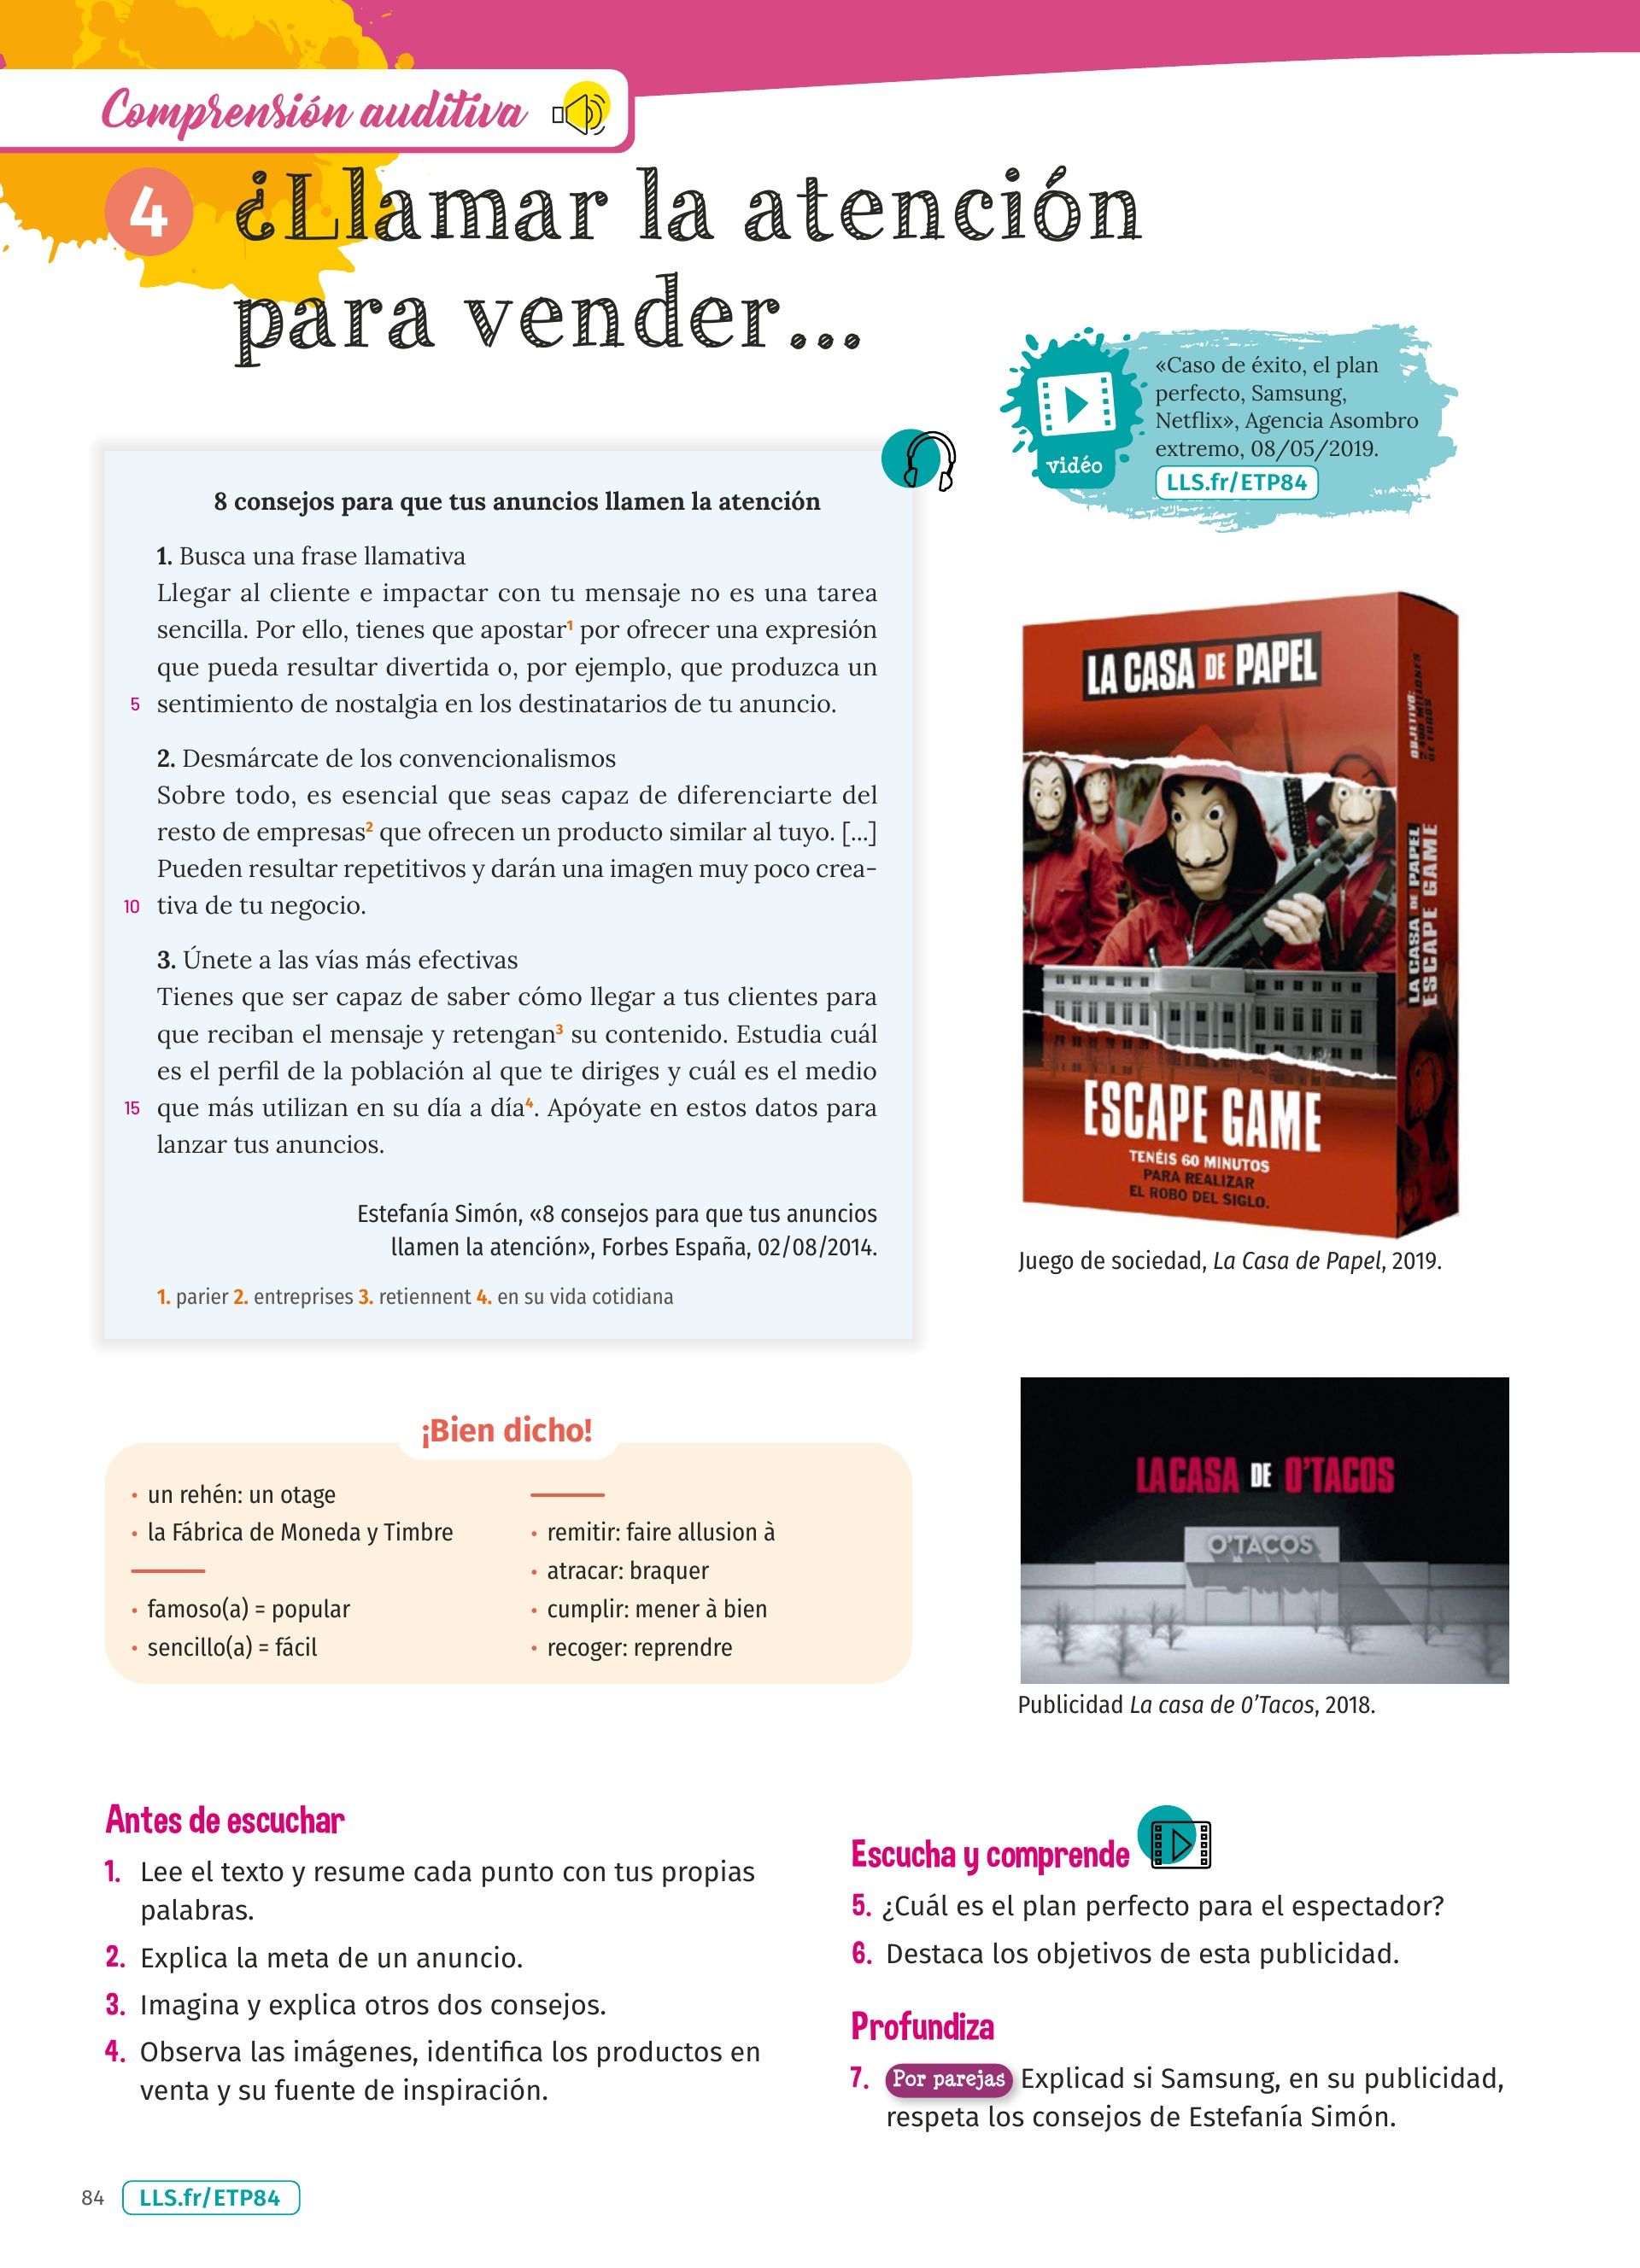 Comprensión auditiva
4 ¿Llamar la atención
para vender...
«Caso de éxito, el plan
perfecto, Samsung,
Netflix», Agencia Asombro
extremo, 08/05/2019.
vidéo
LLS.fr/ETP84
8 consejos para que tus anuncios llamen la atención
1. Busca una frase llamativa
Llegar al cliente e impactar con tu mensaje no es una tarea
sencilla. Por ello, tienes que apostar¹ por ofrecer una expresión
que pueda resultar divertida o, por ejemplo, que produzca un
5 sentimiento de nostalgia en los destinatarios de tu anuncio.
2. Desmárcate de los convencionalismos
Sobre todo, es esencial que seas capaz de diferenciarte del
resto de empresas² que ofrecen un producto similar al tuyo. [...]
Pueden resultar repetitivos y darán una imagen muy poco crea-
10 tiva de tu negocio.
3. Únete a las vías más efectivas
Tienes que ser capaz de saber cómo llegar a tus clientes para
que reciban el mensaje y retengan³ su contenido. Estudia cuál
es el perfil de la población al que te diriges y cuál es el medio
15 que más utilizan en su día a día⁴. Apóyate en estos datos para
lanzar tus anuncios.
Estefanía Simón, «8 consejos para que tus anuncios
llamen la atención», Forbes España, 02/08/2014.
1. parier 2. entreprises 3. retiennent 4. en su vida cotidiana
LA CASA DE PAPEL
ESCAPE GAME
TENÉIS 60 MINUTOS
PARA REALIZAR
EL ROBO DEL SIGLO.
OBJETIVO:
LA CASA DE PAPEL
ESCAPE GAME
Juego de sociedad, La Casa de Papel, 2019.
¡Bien dicho!
• un rehén: un otage
• la Fábrica de Moneda y Timbre
• famoso(a) = popular
• sencillo(a) = fácil
• remitir: faire allusion à
• atracar: braquer
• cumplir: mener à bien
• recoger: reprendre
LA CASA DE O'TACOS
O'TACOS
Publicidad La casa de O'Tacos, 2018.
Antes de escuchar
1. Lee el texto y resume cada punto con tus propias
palabras.
2. Explica la meta de un anuncio.
3. Imagina y explica otros dos consejos.
4. Observa las imágenes, identifica los productos en
venta y su fuente de inspiración.
Escucha y comprende
5. ¿Cuál es el plan perfecto para el espectador?
6. Destaca los objetivos de esta publicidad.
Profundiza
7. Por parejas Explicad si Samsung, en su publicidad,
respeta los consejos de Estefanía Simón.
84 LLS.fr/ETP84